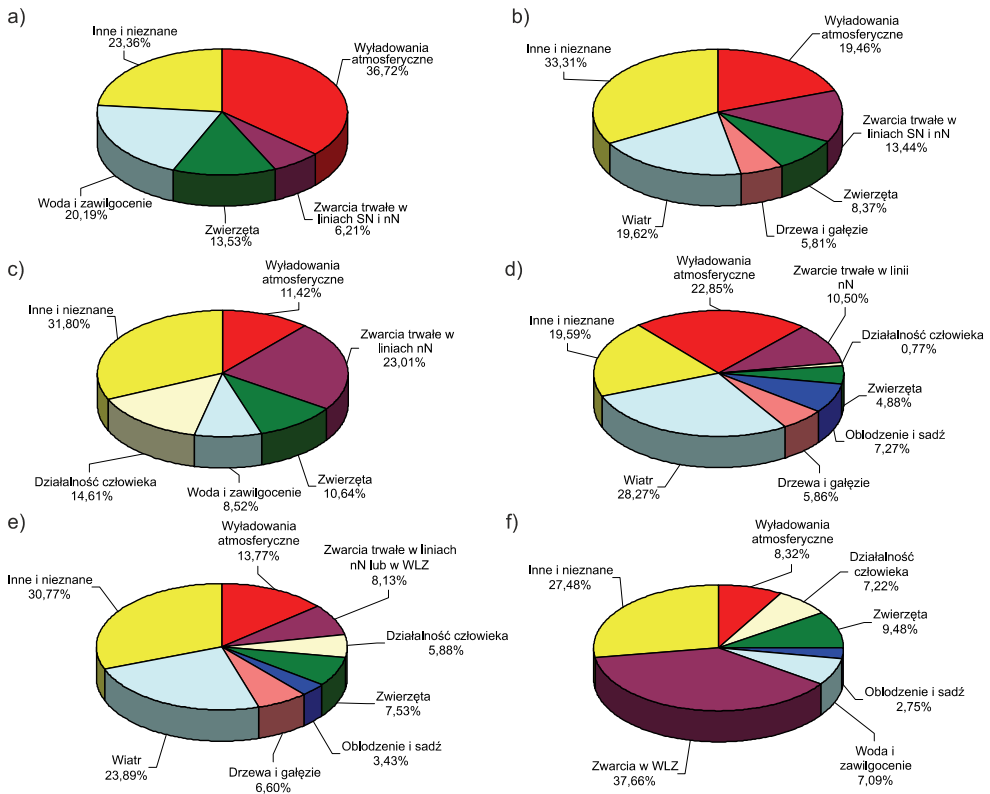 a)
Inne i nieznane
23,36%
Wyładowania
atmosferyczne
36,72%
Woda i zawilgocenie
20,19%
Zwierzęta
13,53%
Zwarcia trwałe w
liniach SN i nN
6,21%
b)
Inne i nieznane
33,31%
Wyładowania
atmosferyczne
19,46%
Zwarcia trwałe w
liniach SN i nN
13,44%
Zwierzęta
8,37%
Drzewa i gałęzie
5,81%
Wiatr
19,62%
c)
Wyładowania
atmosferyczne
11,42%
Inne i nieznane
31,80%
Zwarcia trwałe w
liniach nN
23,01%
Działalność człowieka
14,61%
Woda i zawilgocenie
8,52%
Zwierzęta
10,64%
d)
Wyładowania
atmosferyczne
22,85%
Zwarcie trwałe w linii
nN
10,50%
Inne i nieznane
19,59%
Działalność człowieka
0,77%
Zwierzęta
4,88%
Oblodzenie i sadź
7,27%
Drzewa i gałęzie
5,86%
Wiatr
28,27%
e)
Wyładowania
atmosferyczne
13,77%
Zwarcia trwałe w liniach
nN lub w WLZ
8,13%
Inne i nieznane
30,77%
Działalność człowieka
5,88%
Zwierzęta
7,53%
Oblodzenie i sadź
3,43%
Drzewa i gałęzie
6,60%
Wiatr
23,89%
f)
Wyładowania
atmosferyczne
8,32%
Działalność
człowieka
7,22%
Inne i nieznane
27,48%
Zwierzęta
9,48%
Oblodzenie i sadź
2,75%
Woda i
zawilgocenie
7,09%
Zwarcia w WLZ
37,66%